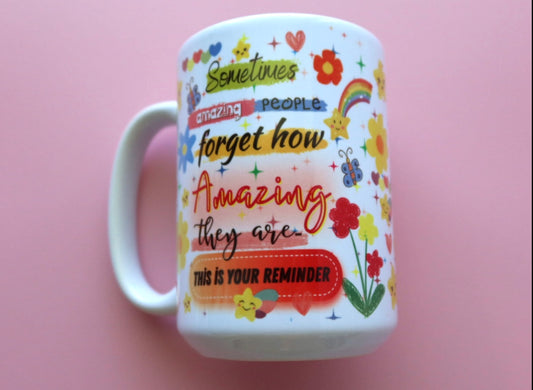 Sometimes
amazing PEOPLE
forget how
Amazing
they are...
THIS IS YOUR REMINDER